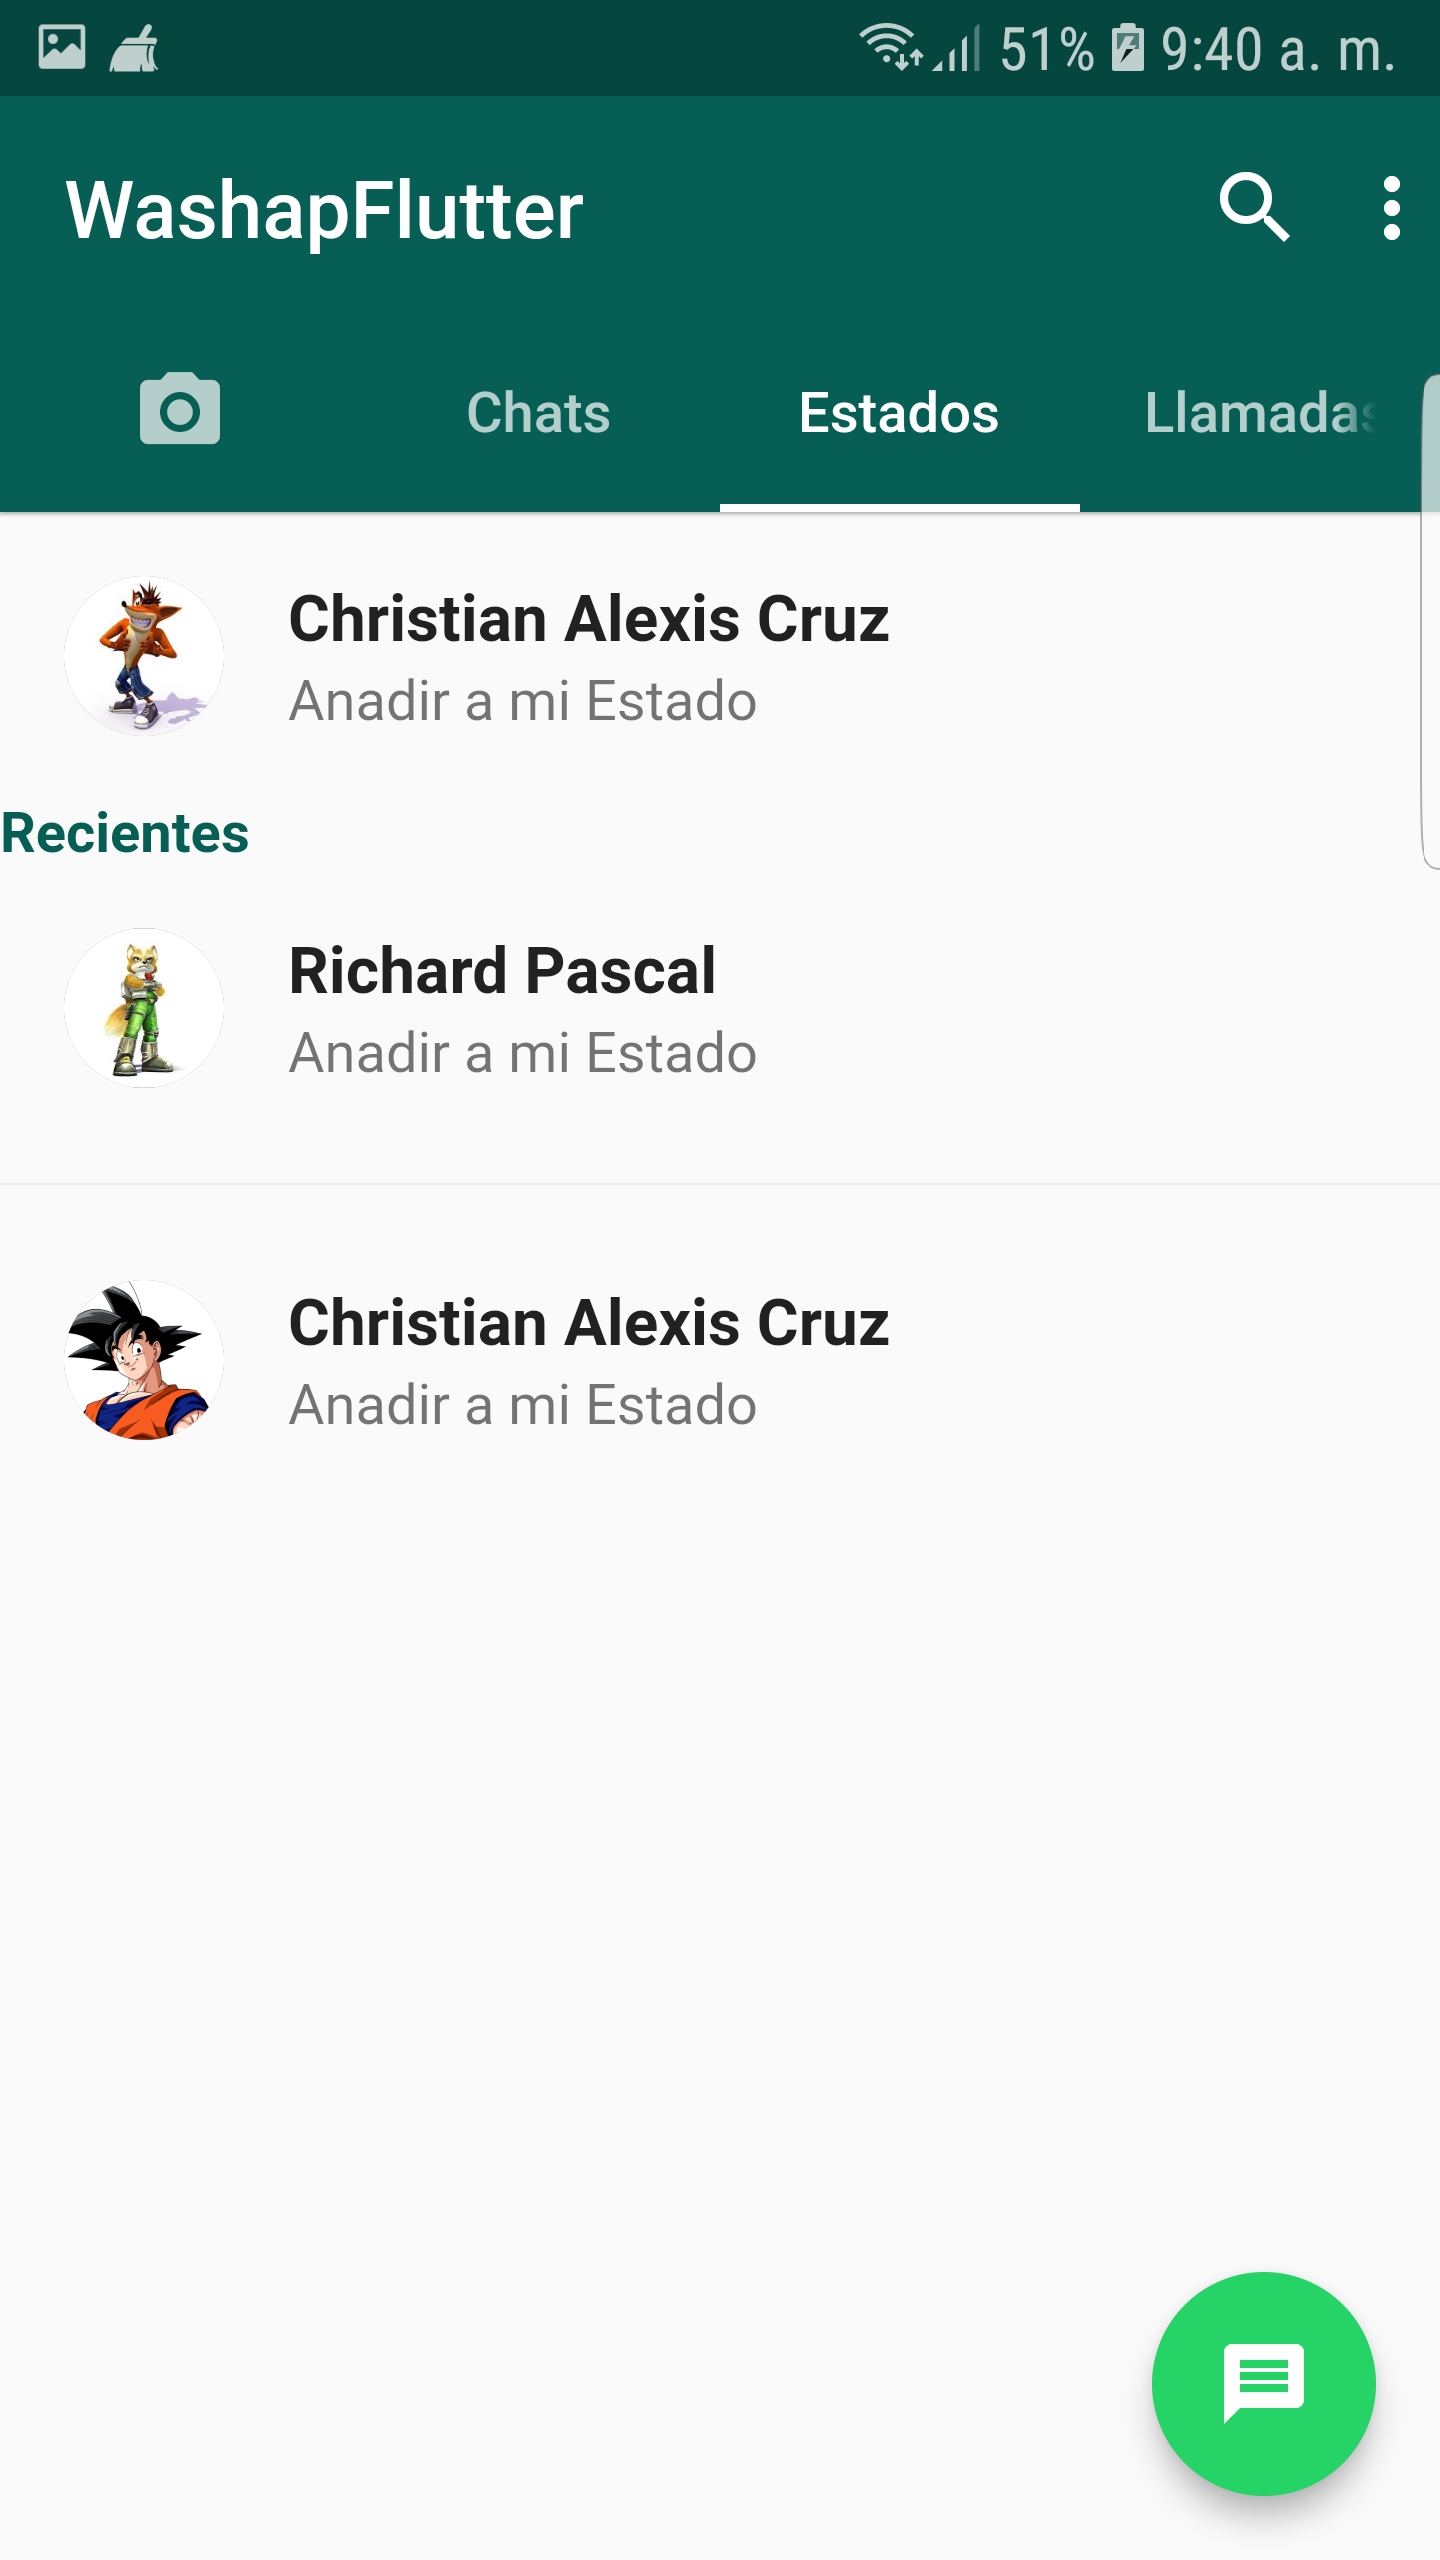 51% 9:40 a. m.
WashapFlutter
Chats Estados Llamadas
Christian Alexis Cruz
Anadir a mi Estado
Recientes
Richard Pascal
Anadir a mi Estado
Christian Alexis Cruz
Anadir a mi Estado